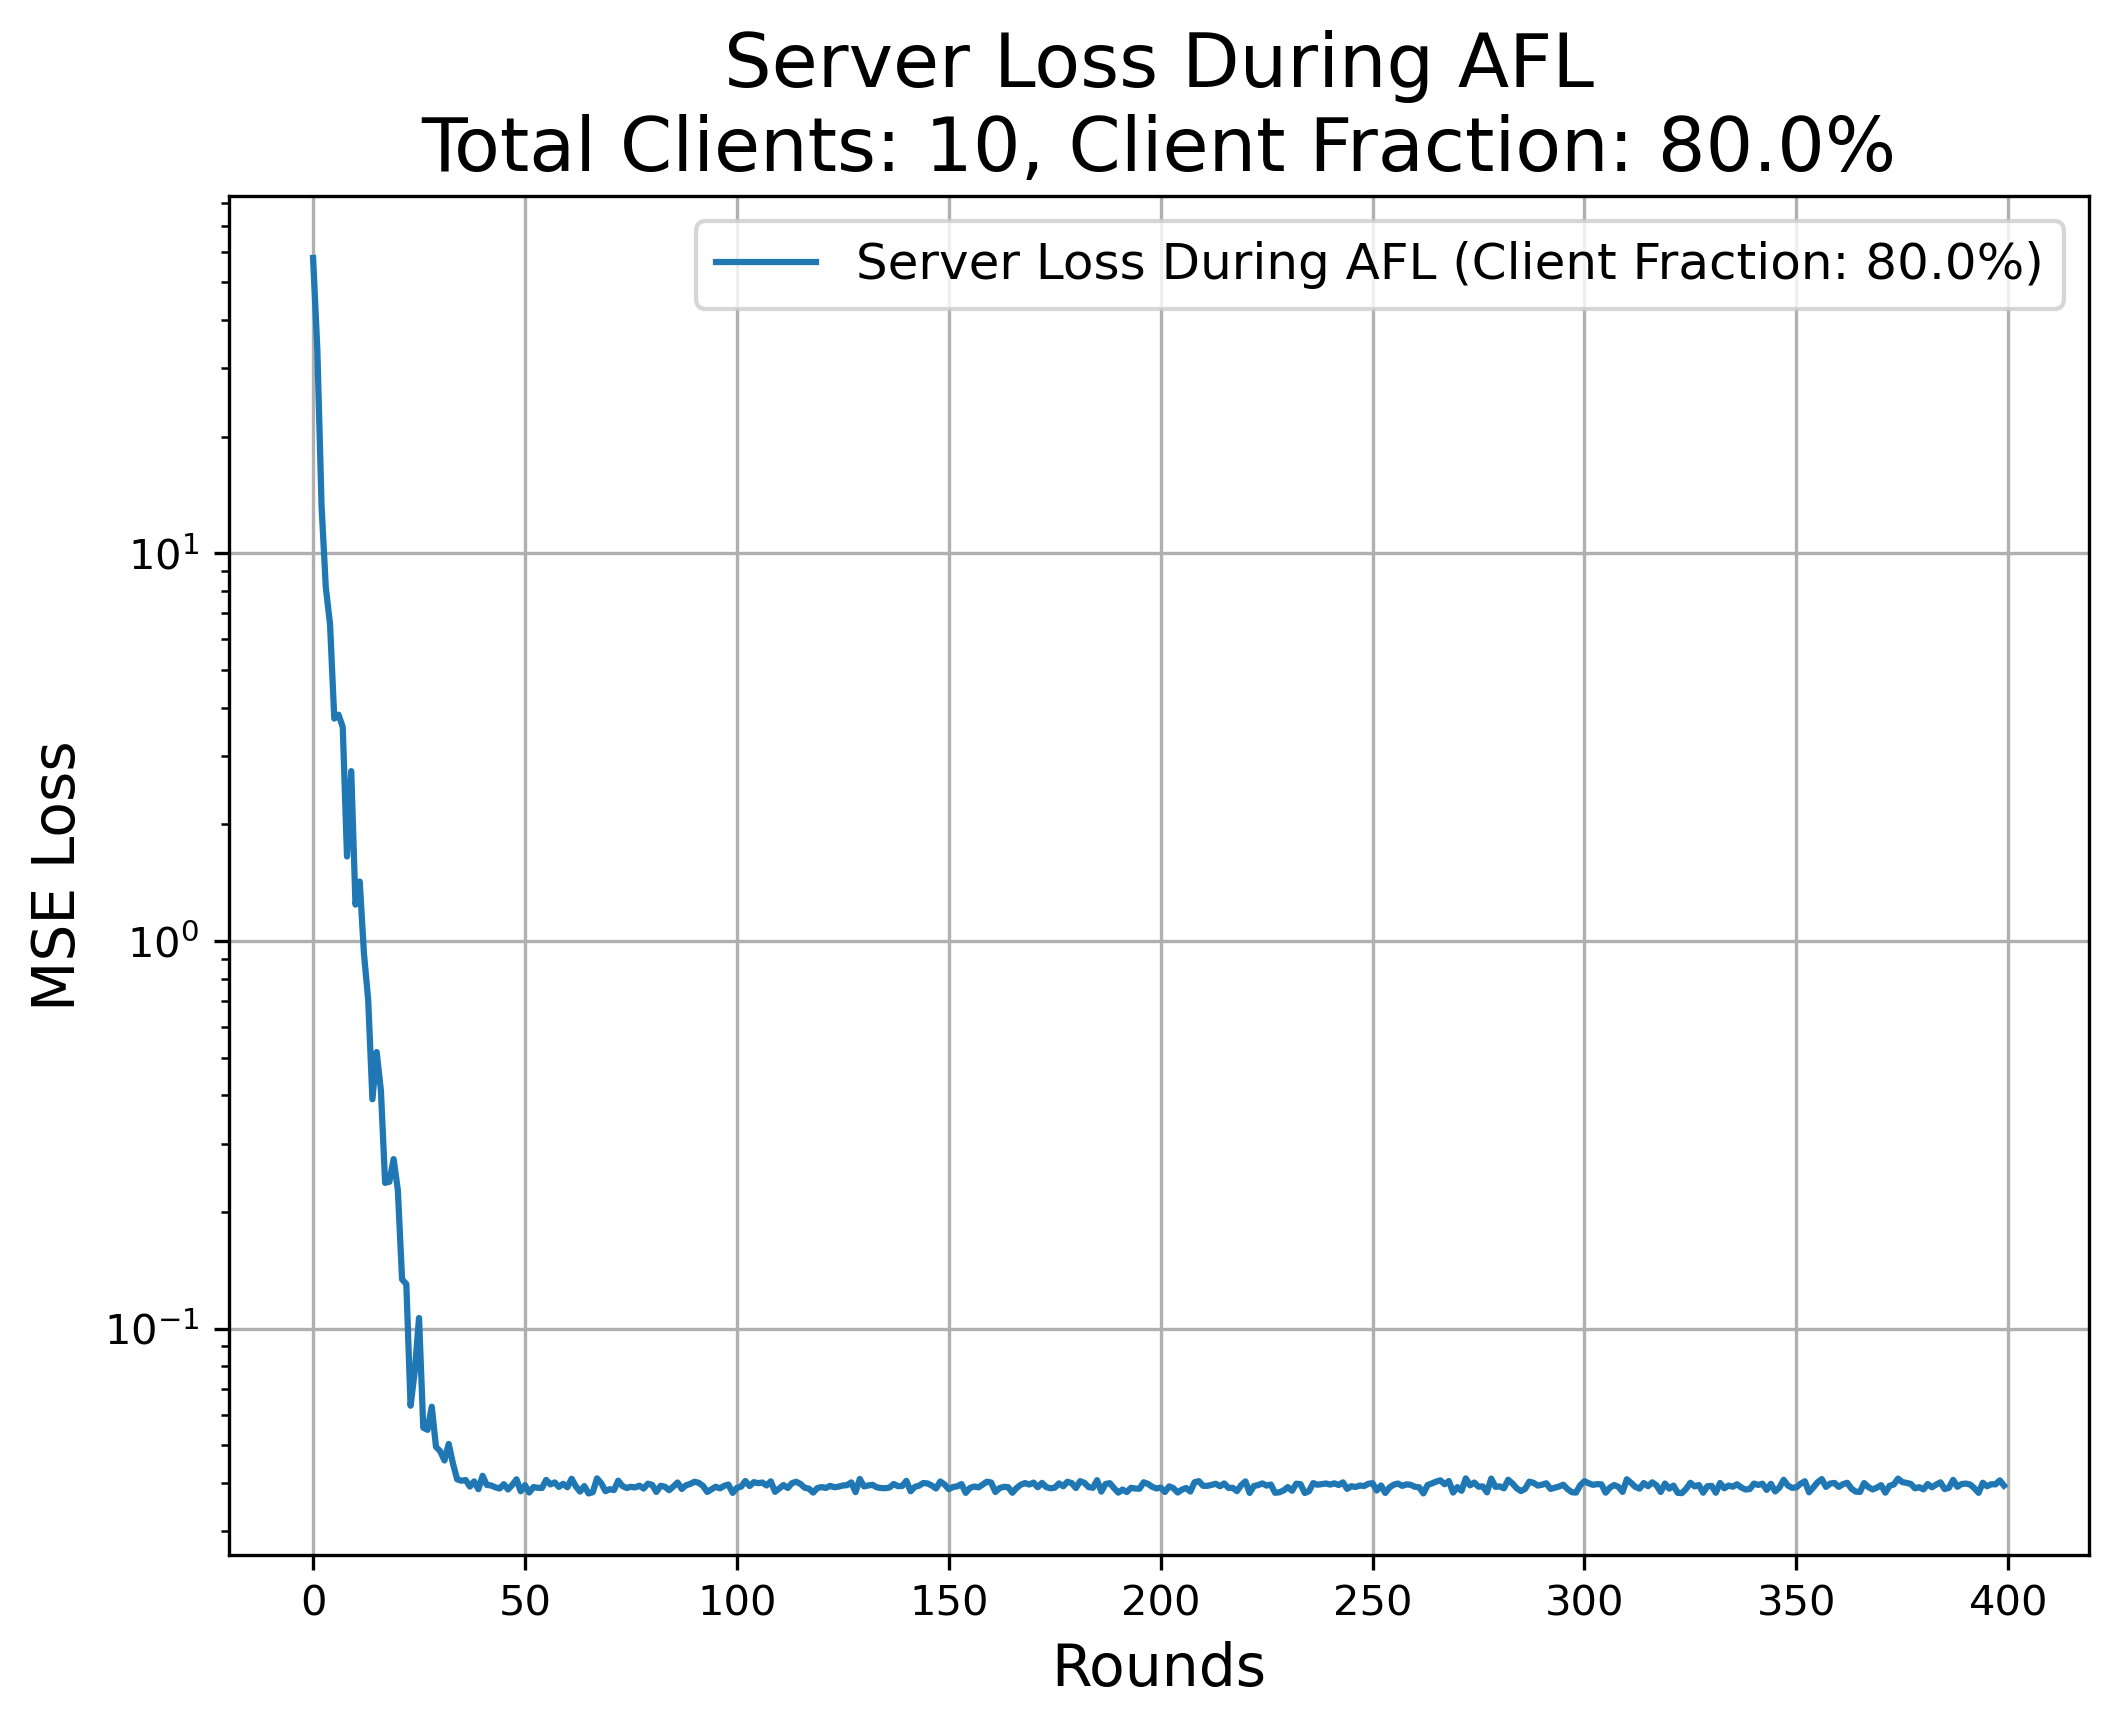 Server Loss During AFL
Total Clients: 10, Client Fraction: 80.0%
Server Loss During AFL (Client Fraction: 80.0%)
MSE Loss
10¹
10⁰
10⁻¹
0 50 100 150 200 250 300 350 400
Rounds